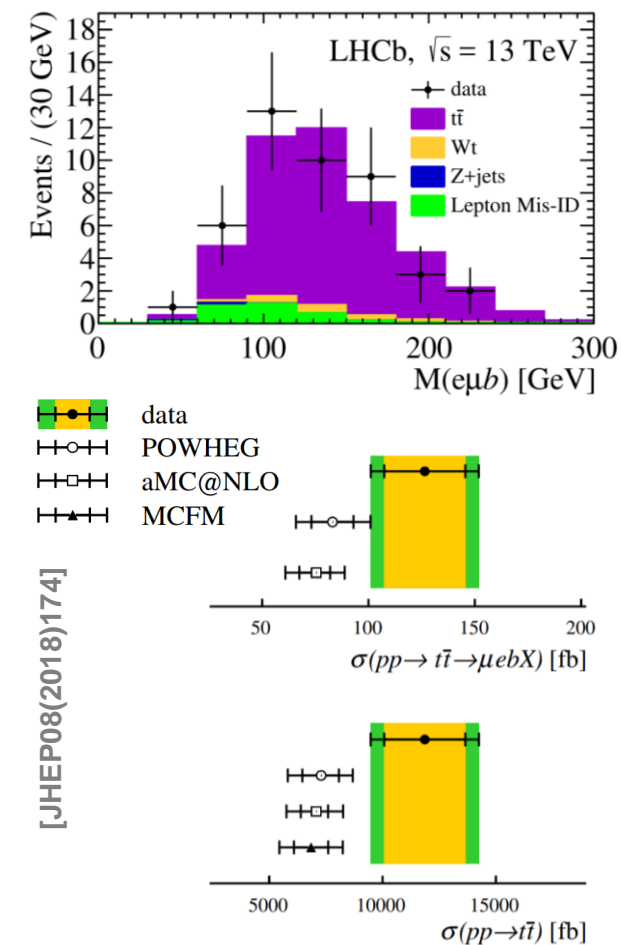 LHCb, √s = 13 TeV
data
tt̄
Wt
Z+jets
Lepton Mis-ID
Events / (30 GeV)
18
16
14
12
10
8
6
4
2
0
0 100 200 300
M(eμb) [GeV]
data
POWHEG
aMC@NLO
MCFM
[JHEP08(2018)174]
50 100 150 200
σ(pp→ tt̄→μebX) [fb]
5000 10000 15000
σ(pp→tt̄) [fb]